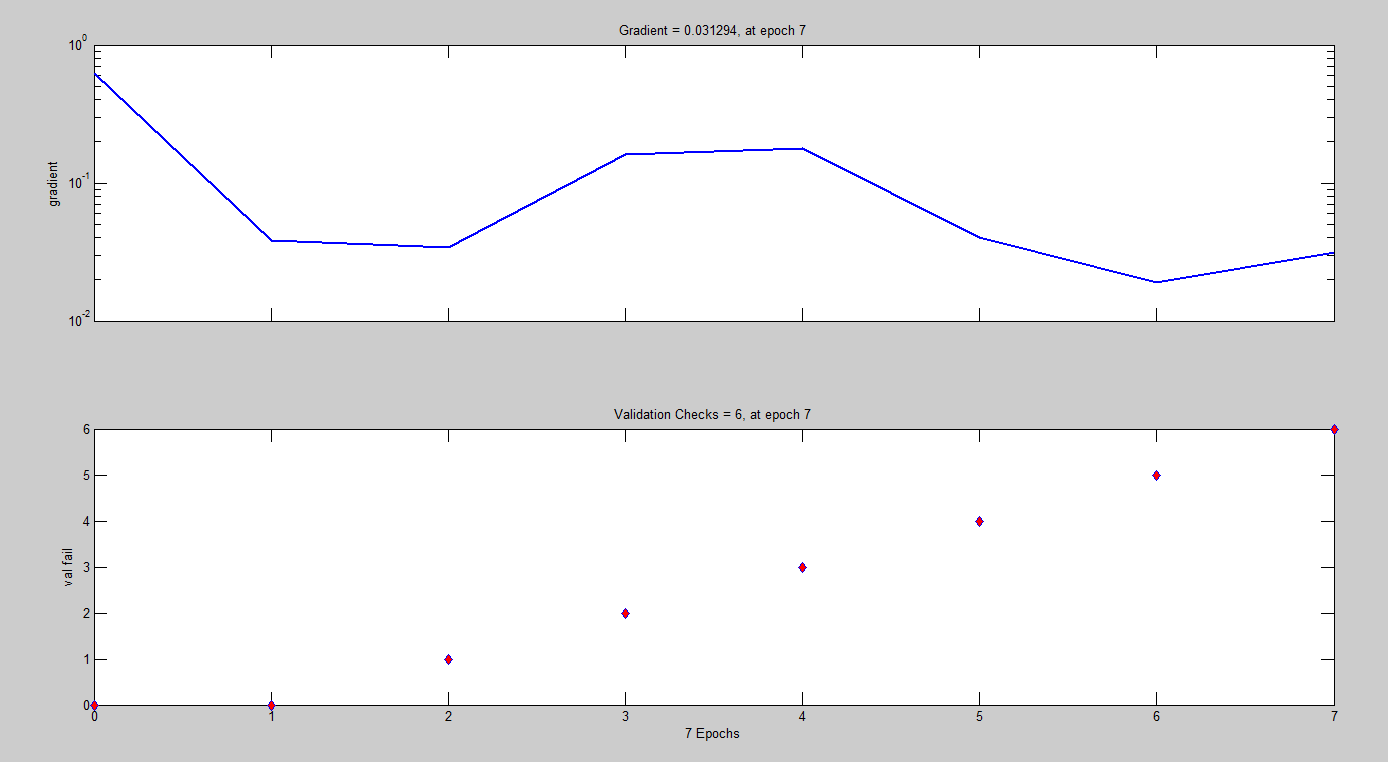 Gradient = 0.031294, at epoch 7
10^0
10^-1
10^-2
gradient
Validation Checks = 6, at epoch 7
6
5
4
3
2
1
0
val fail
0 1 2 3 4 5 6 7
7 Epochs